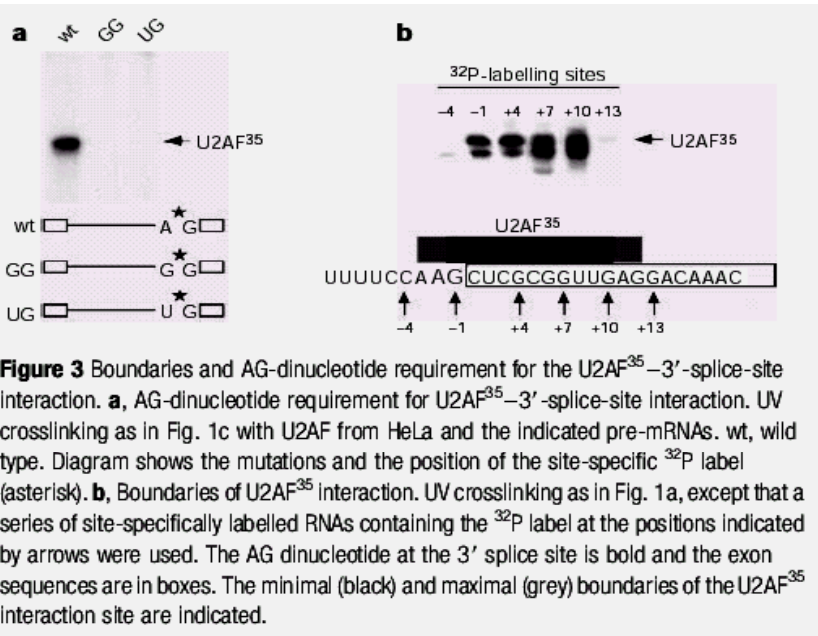 a
wt GG UG
U2AF35
wt A G
GG G G
UG U G
b
32P-labelling sites
–4 –1 +4 +7 +10 +13
U2AF35
U2AF35
UUUUCCAAGCUCGCGGUUGAGGACAAAC
–4 –1 +4 +7 +10 +13
Figure 3 Boundaries and AG-dinucleotide requirement for the U2AF35–3′-splice-site
interaction. a, AG-dinucleotide requirement for U2AF35–3′-splice-site interaction. UV
crosslinking as in Fig. 1c with U2AF from HeLa and the indicated pre-mRNAs. wt, wild
type. Diagram shows the mutations and the position of the site-specific 32P label
(asterisk). b, Boundaries of U2AF35 interaction. UV crosslinking as in Fig. 1a, except that a
series of site-specifically labelled RNAs containing the 32P label at the positions indicated
by arrows were used. The AG dinucleotide at the 3′ splice site is bold and the exon
sequences are in boxes. The minimal (black) and maximal (grey) boundaries of the U2AF35
interaction site are indicated.